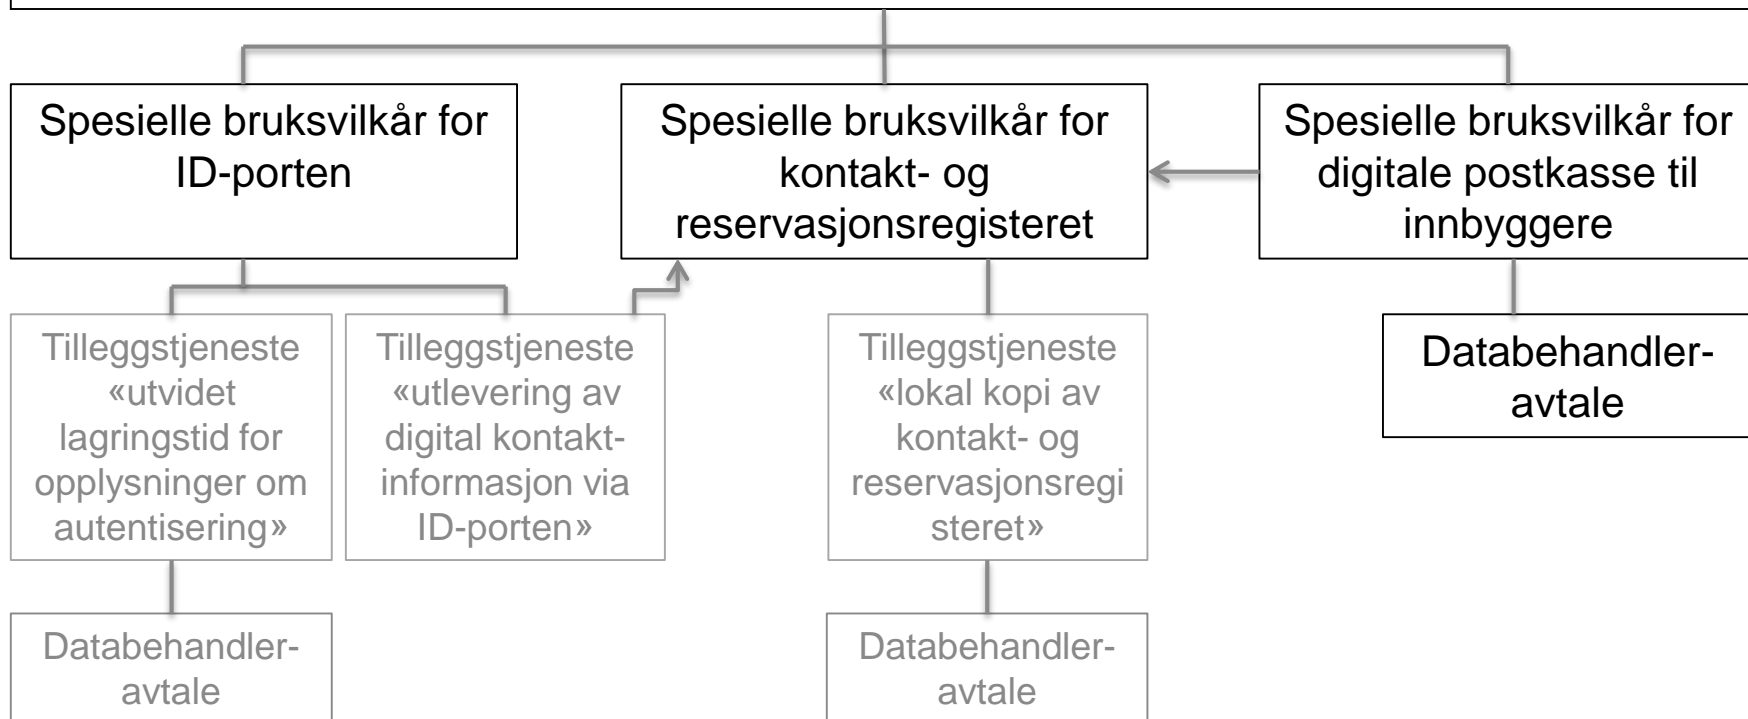 Spesielle bruksvilkår for
ID-porten
Spesielle bruksvilkår for
kontakt- og
reservasjonsregisteret
Spesielle bruksvilkår for
digitale postkasse til
innbyggere
Tilleggstjeneste
«utvidet
lagringstid for
opplysninger om
autentisering»
Tilleggstjeneste
«utlevering av
digital kontakt-
informasjon via
ID-porten»
Tilleggstjeneste
«lokal kopi av
kontakt- og
reservasjonsregi
steret»
Databehandler-
avtale
Databehandler-
avtale
Databehandler-
avtale